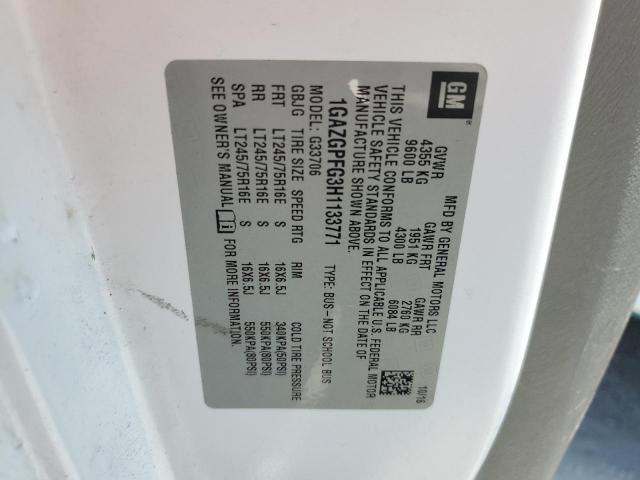 GM
®
MFD BY GENERAL MOTORS LLC
10/16
GVWR GAWR FRT GAWR RR
4355 KG 1951 KG 2760 KG
9600 LB 4300 LB 6084 LB
THIS VEHICLE CONFORMS TO ALL APPLICABLE U.S. FEDERAL MOTOR
VEHICLE SAFETY STANDARDS IN EFFECT ON THE DATE OF
MANUFACTURE SHOWN ABOVE.
1GAZGPFG3H1133771 TYPE: BUS-NOT SCHOOL BUS
MODEL: G33706
GBJG TIRE SIZE SPEED RTG RIM COLD TIRE PRESSURE
FRT LT245/75R16E S 16X6.5J 340KPA(50PSI)
RR LT245/75R16E S 16X6.5J 550KPA(80PSI)
SPA LT245/75R16E S 16X6.5J 550KPA(80PSI)
SEE OWNER'S MANUAL FOR MORE INFORMATION.